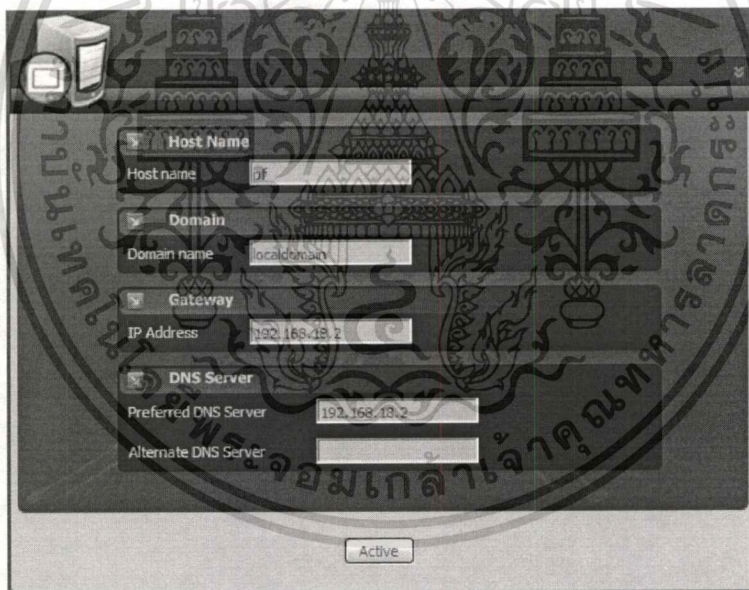 Host Name
Host name pf
Domain
Domain name localdomain
Gateway
IP Address 192.168.18.2
DNS Server
Preferred DNS Server 192.168.18.2
Alternate DNS Server
Active